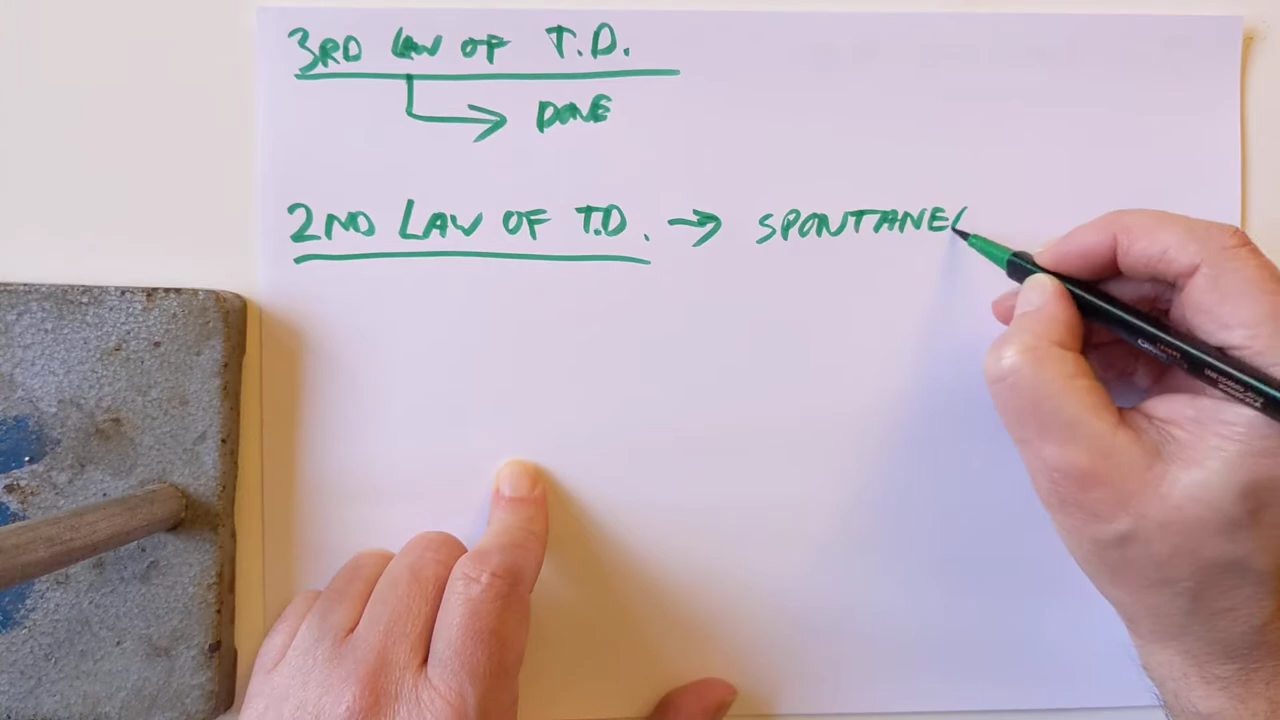 3RD LAW OF T.D.
DONE
2ND LAW OF T.D. → SPONTANE